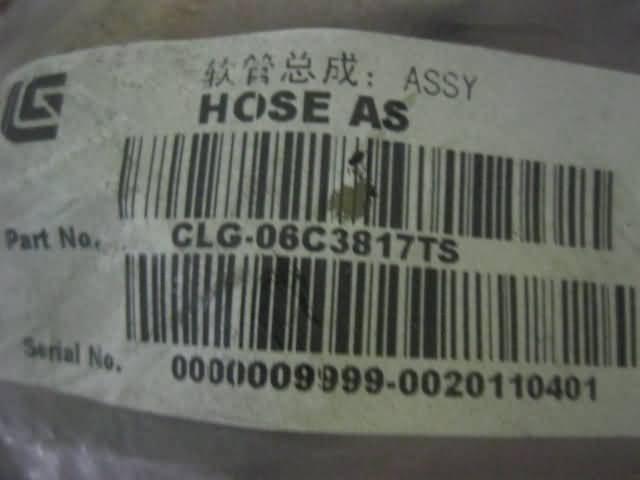 软管总成: ASSY
HOSE AS
Part No. CLG-06C3817TS
Serial No. 0000009999-0020110401